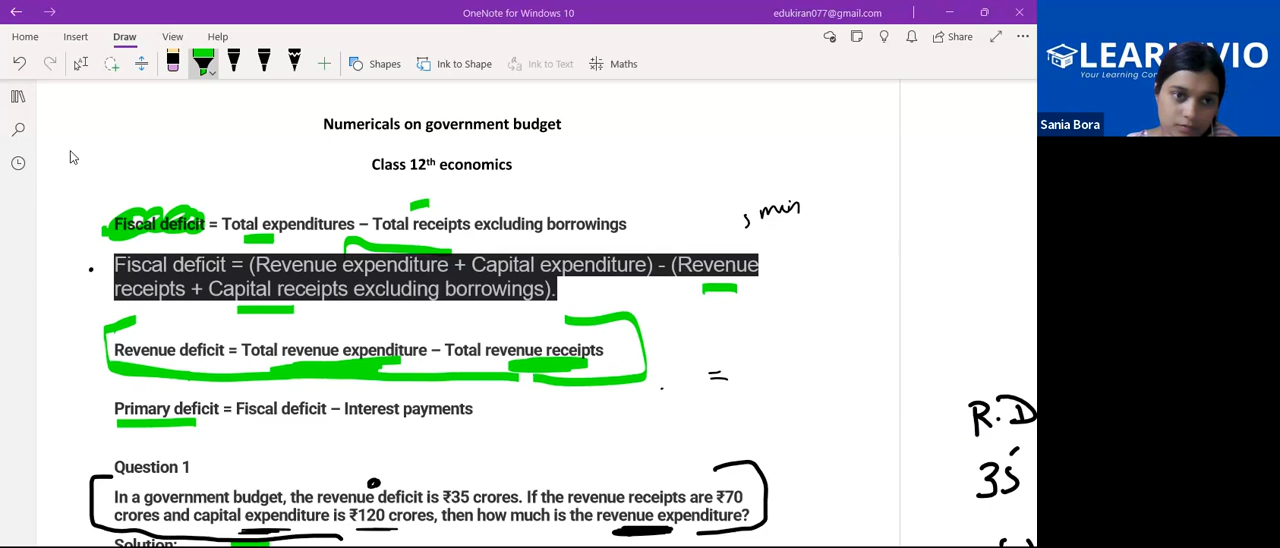 OneNote for Windows 10
edukiran077@gmail.com
Home Insert Draw View Help
Share
Shapes Ink to Shape Ink to Text Maths
LEARNVIO
Your Learning Com
Sania Bora
Numericals on government budget
Class 12th economics
Fiscal deficit = Total expenditures – Total receipts excluding borrowings
5 min
Fiscal deficit = (Revenue expenditure + Capital expenditure) - (Revenue
receipts + Capital receipts excluding borrowings).
Revenue deficit = Total revenue expenditure – Total revenue receipts
=
Primary deficit = Fiscal deficit – Interest payments
R.D
35
Question 1
In a government budget, the revenue deficit is ₹35 crores. If the revenue receipts are ₹70
crores and capital expenditure is ₹120 crores, then how much is the revenue expenditure?
Solution: